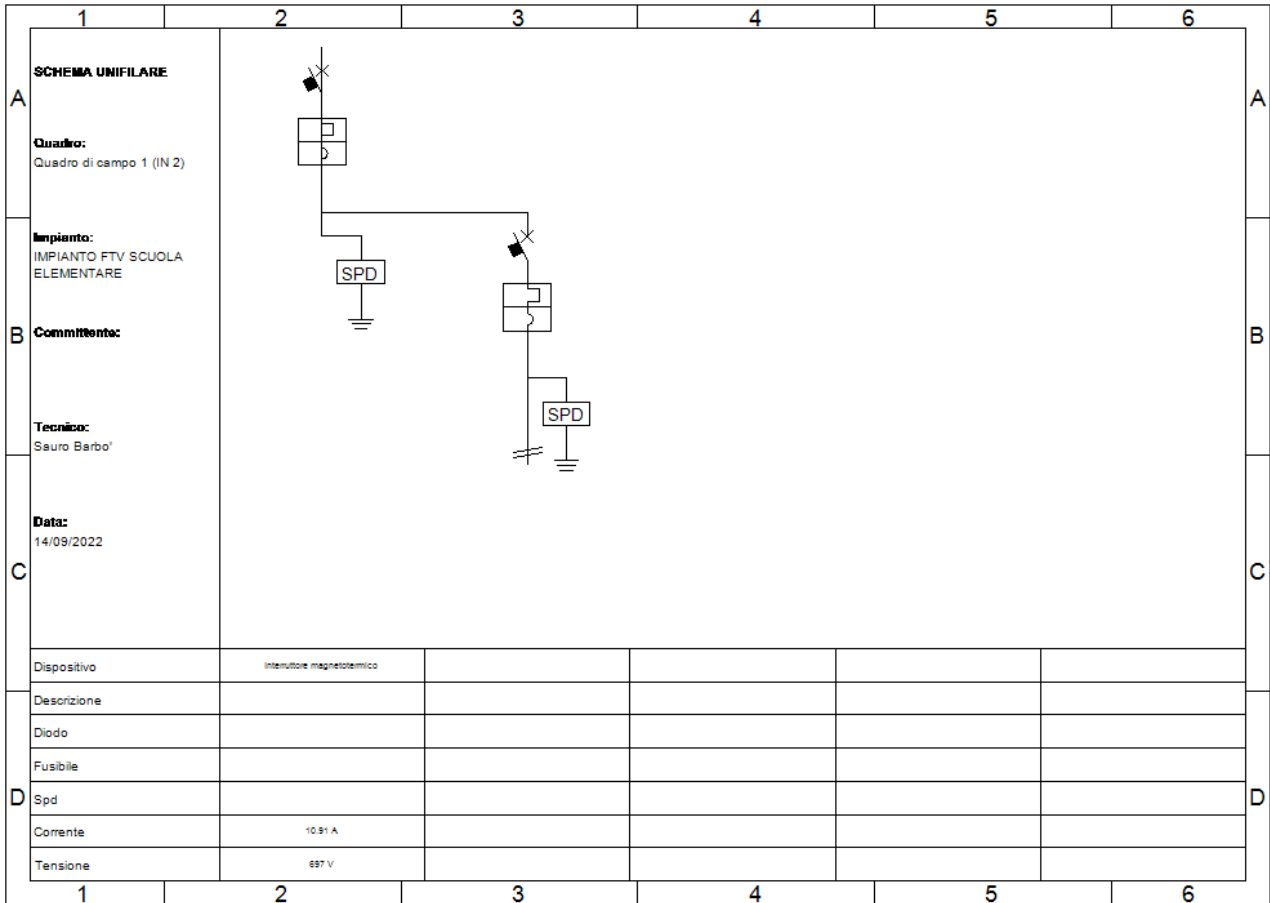 1 2 3 4 5 6
A A
SCHEMA UNIFILARE
Quadro:
Quadro di campo 1 (IN 2)
Impianto:
IMPIANTO FTV SCUOLA
ELEMENTARE
SPD
B B
Committente:
SPD
Tecnico:
Sauro Barbo'
Data:
14/09/2022
C C
Dispositivo Interruttore magnetotermico
Descrizione
Diodo
Fusibile
D D
Spd
Corrente 10.91 A
Tensione 697 V
1 2 3 4 5 6